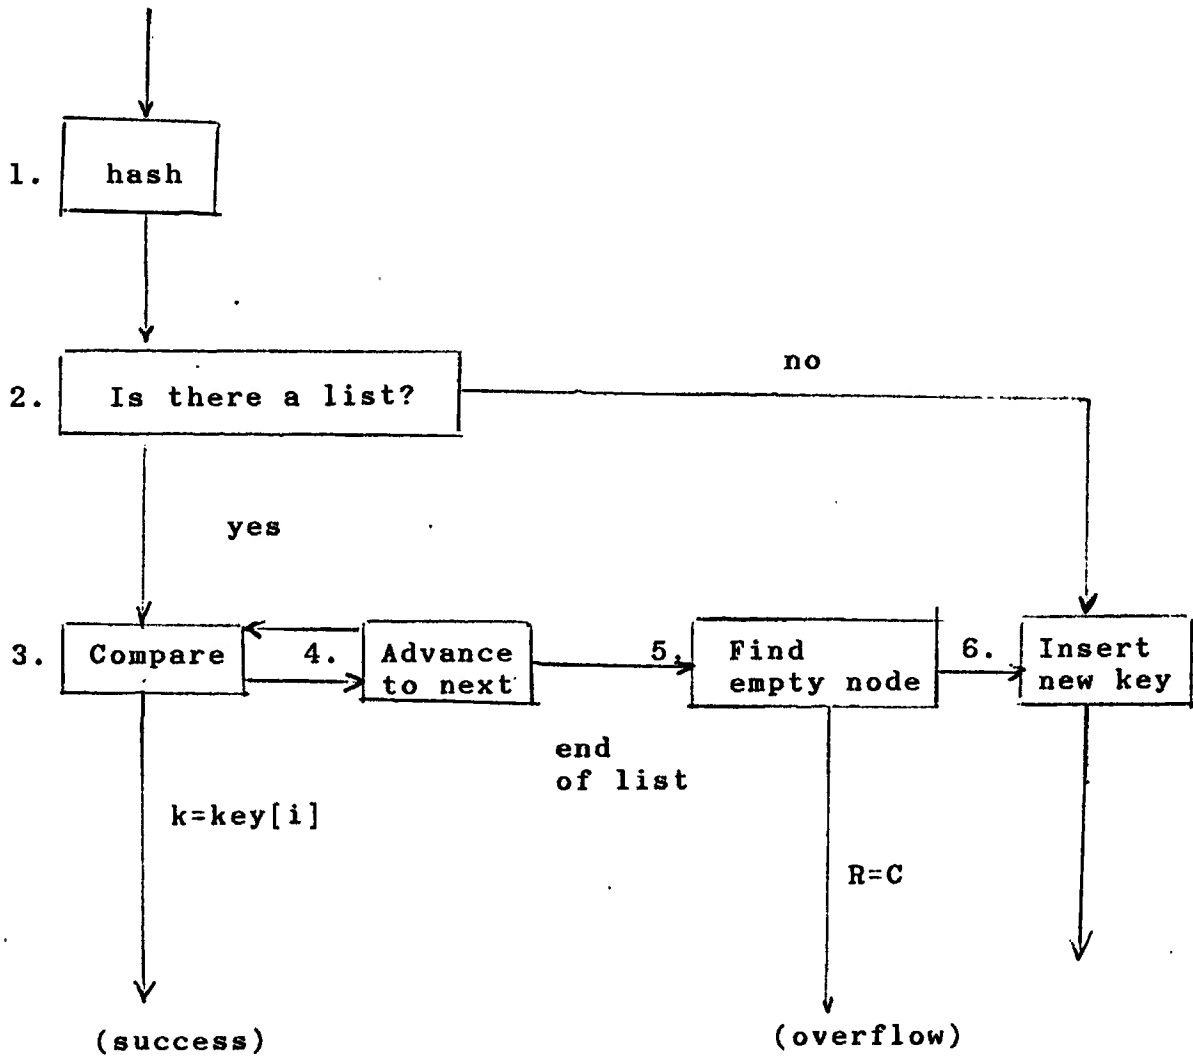 1. hash
2. Is there a list?
no
yes
3. Compare
4. Advance
to next
5. Find
empty node
6. Insert
new key
end
of list
k=key[i]
R=C
(success)
(overflow)